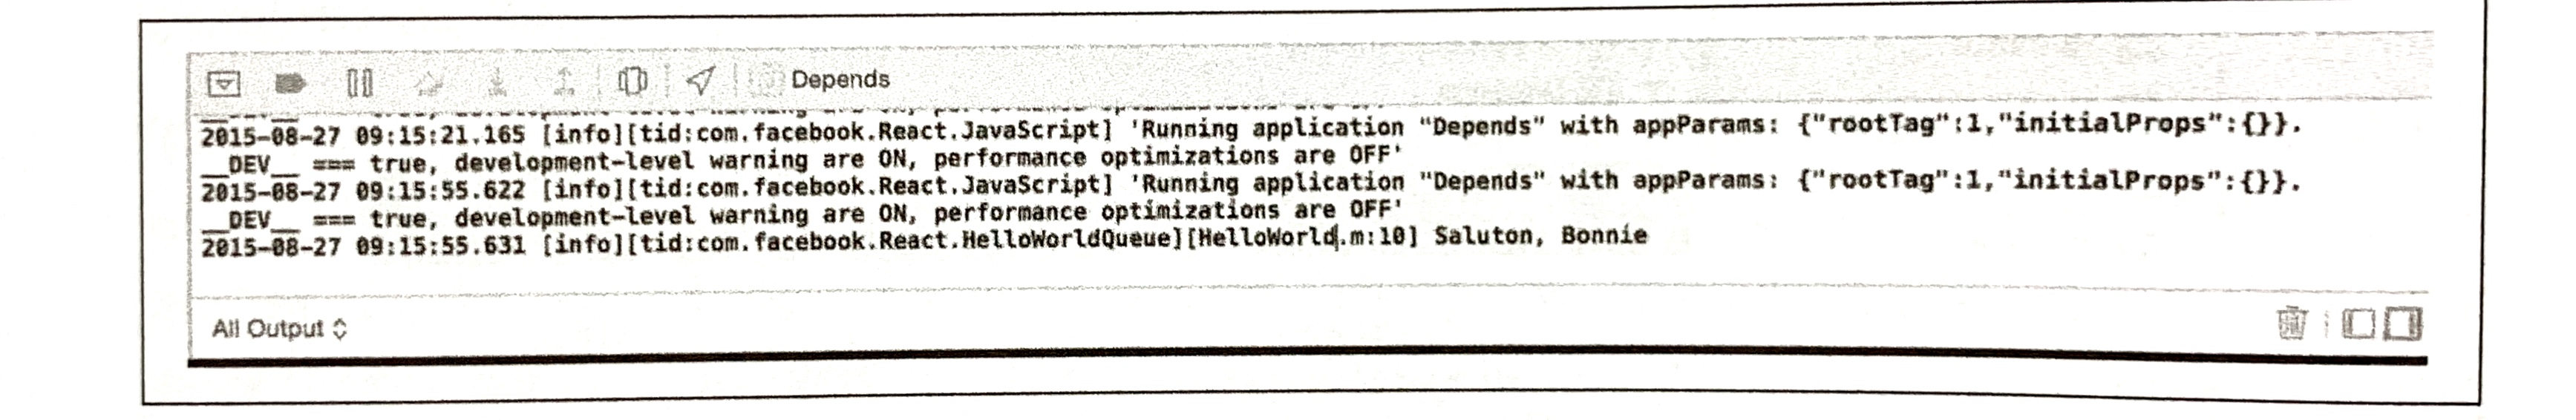 Depends
2015-08-27 09:15:21.165 [info][tid:com.facebook.React.JavaScript] 'Running application "Depends" with appParams: {"rootTag":1,"initialProps":{}}.
__DEV__ === true, development-level warning are ON, performance optimizations are OFF'
2015-08-27 09:15:55.622 [info][tid:com.facebook.React.JavaScript] 'Running application "Depends" with appParams: {"rootTag":1,"initialProps":{}}.
__DEV__ === true, development-level warning are ON, performance optimizations are OFF'
2015-08-27 09:15:55.631 [info][tid:com.facebook.React.HelloWorldQueue][HelloWorld.m:10] Saluton, Bonnie
All Output